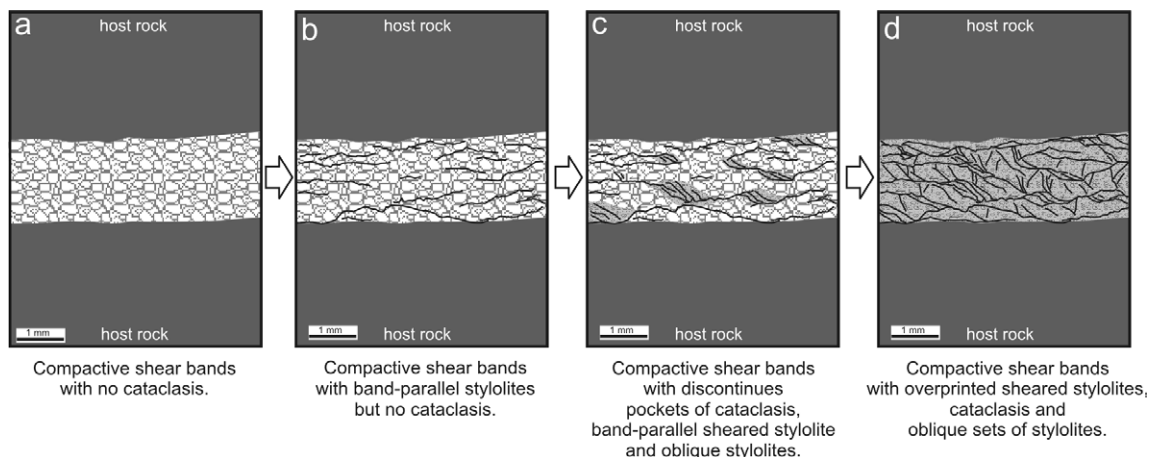 a
host rock
1 mm
host rock
Compactive shear bands
with no cataclasis.
b
host rock
1 mm
host rock
Compactive shear bands
with band-parallel stylolites
but no cataclasis.
c
host rock
1 mm
host rock
Compactive shear bands
with discontinues
pockets of cataclasis,
band-parallel sheared stylolite
and oblique stylolites.
d
host rock
1 mm
host rock
Compactive shear bands
with overprinted sheared stylolites,
cataclasis and
oblique sets of stylolites.